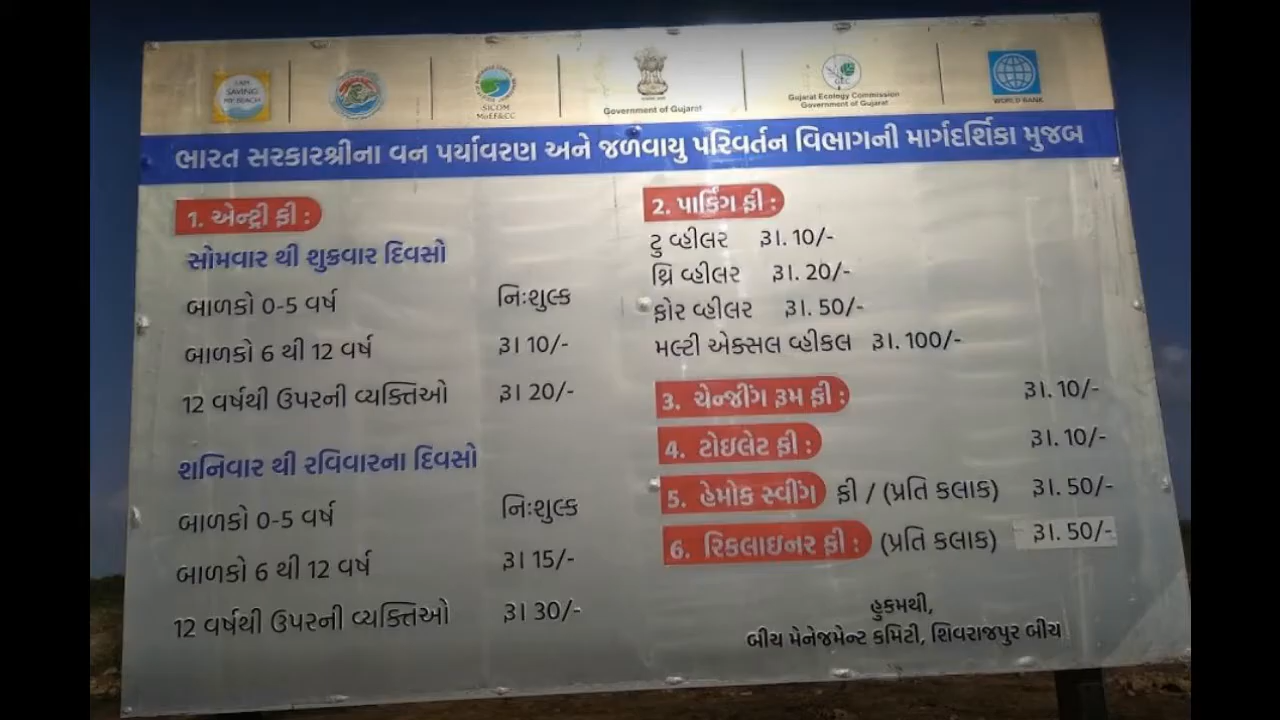 I AM SAVING MY BEACH
SICOM
MoEF&CC
Government of Gujarat
GEC
Gujarat Ecology Commission
Government of Gujarat
WORLD BANK
ભારત સરકારશ્રીના વન પર્યાવરણ અને જળવાયુ પરિવર્તન વિભાગની માર્ગદર્શિકા મુજબ
1. એન્ટ્રી ફી :
સોમવાર થી શુક્રવાર દિવસો
બાળકો 0-5 વર્ષ નિઃશુલ્ક
બાળકો 6 થી 12 વર્ષ રૂા 10/-
12 વર્ષથી ઉપરની વ્યક્તિઓ રૂા 20/-
શનિવાર થી રવિવારના દિવસો
બાળકો 0-5 વર્ષ નિઃશુલ્ક
બાળકો 6 થી 12 વર્ષ રૂા 15/-
12 વર્ષથી ઉપરની વ્યક્તિઓ રૂા 30/-
2. પાર્કિંગ ફી :
ટુ વ્હીલર રૂા. 10/-
થ્રિ વ્હીલર રૂા. 20/-
ફોર વ્હીલર રૂા. 50/-
મલ્ટી એક્સલ વ્હીકલ રૂા. 100/-
3. ચેન્જીંગ રૂમ ફી : રૂા. 10/-
4. ટોઇલેટ ફી : રૂા. 10/-
5. હેમોક સ્વીંગ ફી / (પ્રતિ કલાક) રૂા. 50/-
6. રિકલાઇનર ફી : (પ્રતિ કલાક) રૂા. 50/-
હુકમથી,
બીચ મેનેજમેન્ટ કમિટી, શિવરાજપુર બીચ